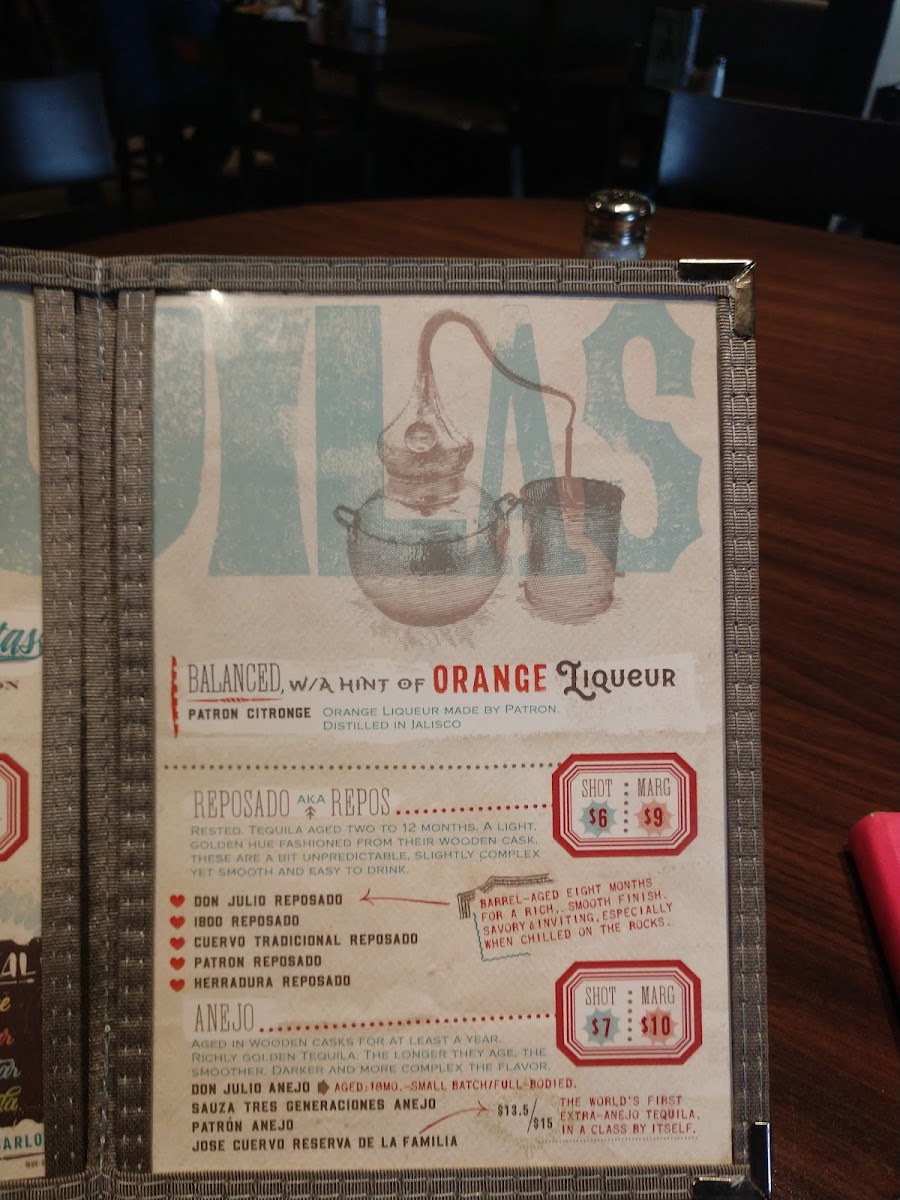 UILAS
tas
BALANCED, W/A HINT OF ORANGE LIQUEUR
PATRON CITRONGE ORANGE LIQUEUR MADE BY PATRON.
DISTILLED IN JALISCO
REPOSADO AKA REPOS
SHOT MARG
$6 $9
RESTED. TEQUILA AGED TWO TO 12 MONTHS. A LIGHT,
GOLDEN HUE FASHIONED FROM THEIR WOODEN CASK,
THESE ARE A BIT UNPREDICTABLE, SLIGHTLY COMPLEX
YET SMOOTH AND EASY TO DRINK.
DON JULIO REPOSADO
1800 REPOSADO
CUERVO TRADICIONAL REPOSADO
PATRON REPOSADO
HERRADURA REPOSADO
BARREL-AGED EIGHT MONTHS
FOR A RICH, SMOOTH FINISH.
SAVORY & INVITING, ESPECIALLY
WHEN CHILLED ON THE ROCKS.
ANEJO
SHOT MARG
$7 $10
AGED IN WOODEN CASKS FOR AT LEAST A YEAR.
RICHLY GOLDEN TEQUILA. THE LONGER THEY AGE, THE
SMOOTHER, DARKER AND MORE COMPLEX THE FLAVOR.
DON JULIO ANEJO AGED:18MO.-SMALL BATCH/FULL-BODIED.
SAUZA TRES GENERACIONES ANEJO
PATRÓN ANEJO
JOSE CUERVO RESERVA DE LA FAMILIA
$13.5/$15
THE WORLD'S FIRST
EXTRA-ANEJO TEQUILA.
IN A CLASS BY ITSELF.
AL
ARLO